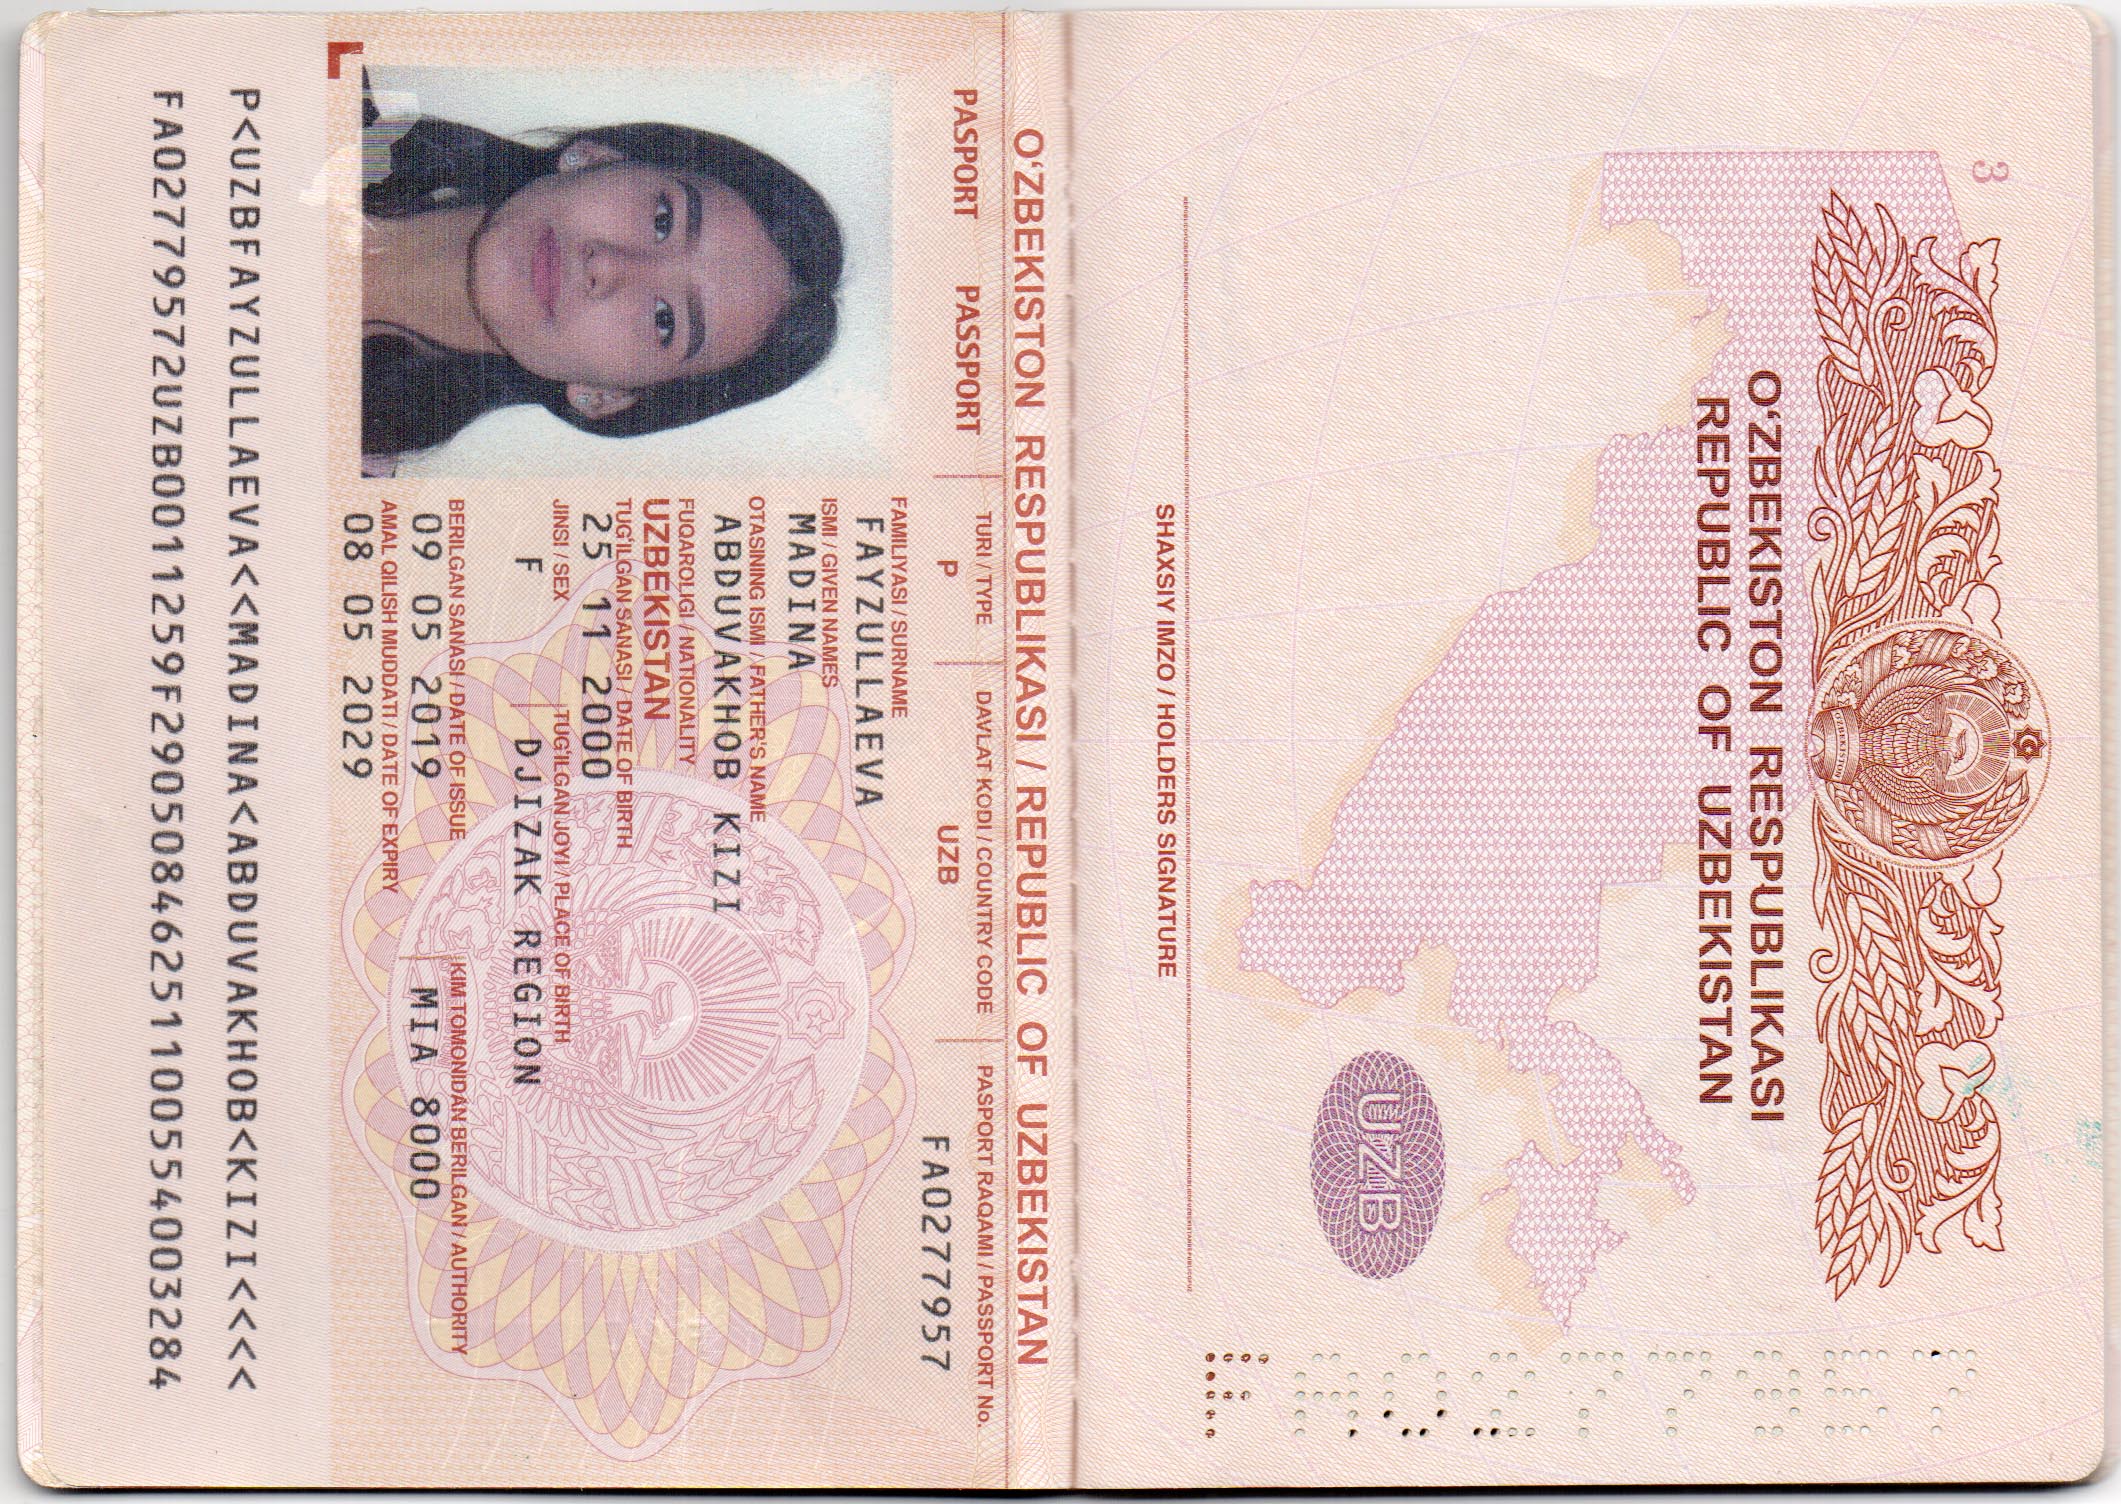 3
O‘ZBEKISTON RESPUBLIKASI
REPUBLIC OF UZBEKISTAN
O‘ZBEKISTON
UZB
SHAXSIY IMZO / HOLDERS SIGNATURE
FA0277957
O‘ZBEKISTON RESPUBLIKASI / REPUBLIC OF UZBEKISTAN
PASPORT PASSPORT
TURI / TYPE
P
DAVLAT KODI / COUNTRY CODE
UZB
PASPORT RAQAMI / PASSPORT No.
FA0277957
FAMILIYASI / SURNAME
FAYZULLAEVA
ISMI / GIVEN NAMES
MADINA
OTASINING ISMI / FATHER'S NAME
ABDUVAKHOB KIZI
FUQAROLIGI / NATIONALITY
UZBEKISTAN
TUG‘ILGAN SANASI / DATE OF BIRTH
25 11 2000
JINSI / SEX
F
TUG‘ILGAN JOYI / PLACE OF BIRTH
DJIZAK REGION
BERILGAN SANASI / DATE OF ISSUE
09 05 2019
KIM TOMONIDAN BERILGAN / AUTHORITY
MIA 8000
AMAL QILISH MUDDATI / DATE OF EXPIRY
08 05 2029
P<UZBFAYZULLAEVA<<MADINA<ABDUVAKHOB<KIZI<<<<
FA02779572UZB0011259F29050846251100554003284